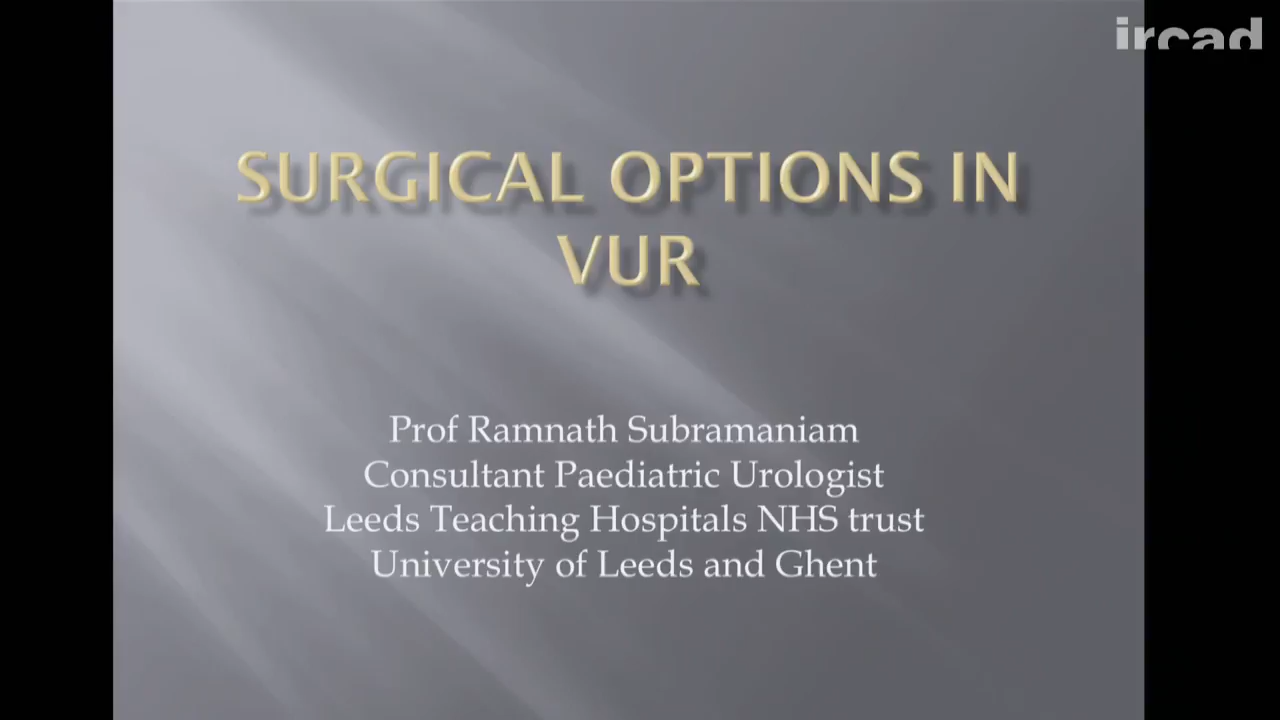 ircad
SURGICAL OPTIONS IN
VUR
Prof Ramnath Subramaniam
Consultant Paediatric Urologist
Leeds Teaching Hospitals NHS trust
University of Leeds and Ghent